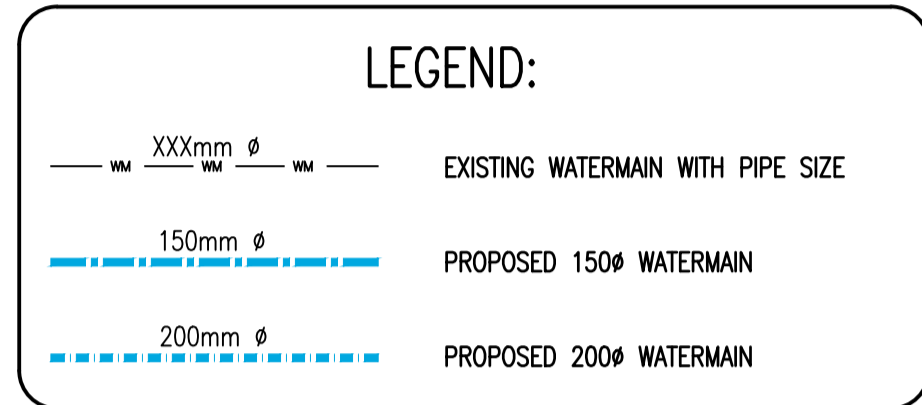 LEGEND:
XXXmm ø
WM WM WM
EXISTING WATERMAIN WITH PIPE SIZE
150mm ø
PROPOSED 150ø WATERMAIN
200mm ø
PROPOSED 200ø WATERMAIN